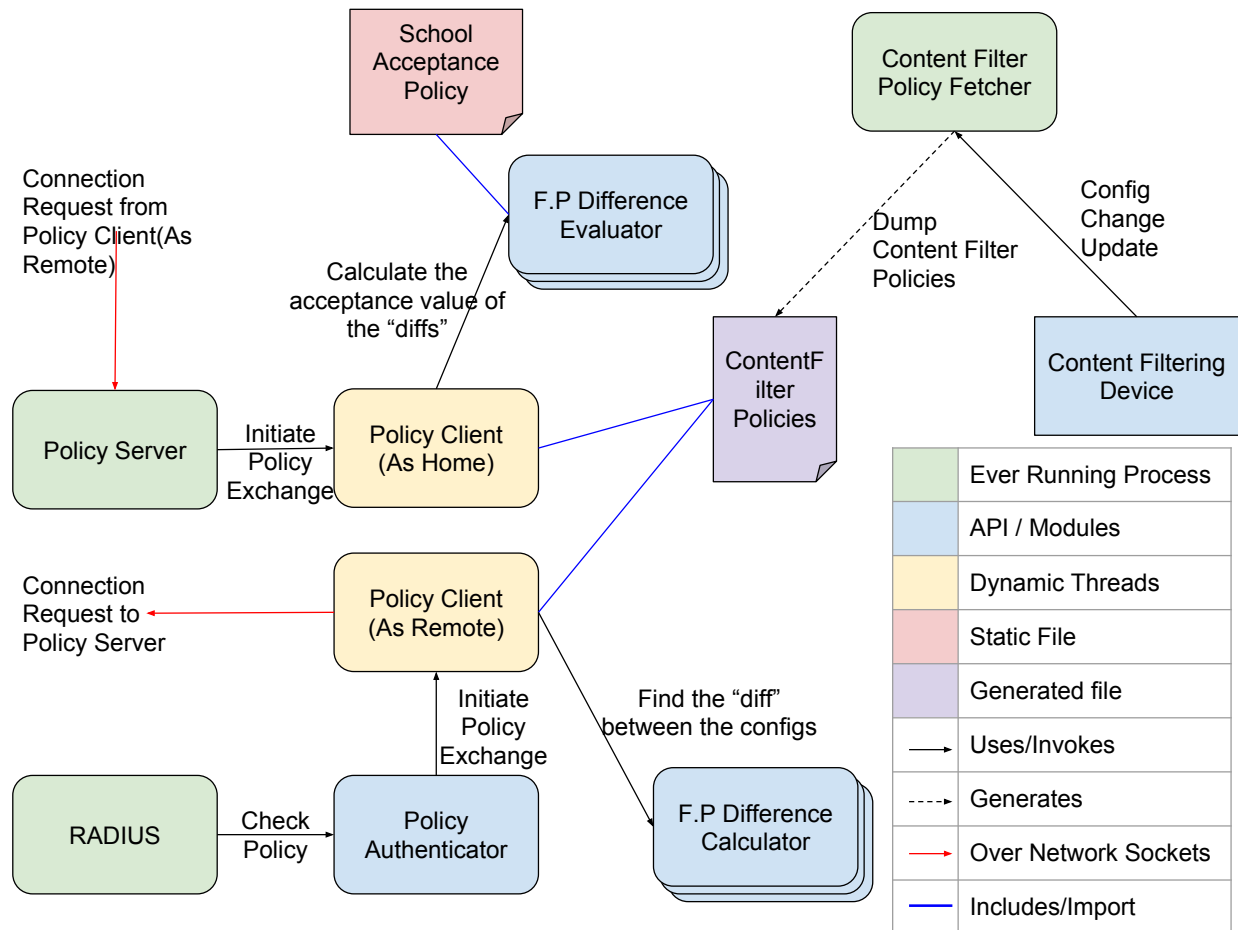 School
Acceptance
Policy
Content Filter
Policy Fetcher
Connection
Request from
Policy Client(As
Remote)
F.P Difference
Evaluator
Config
Change
Update
Dump
Content Filter
Policies
Calculate the
acceptance value of
the “diffs”
ContentF
ilter
Policies
Content Filtering
Device
Policy Server
Initiate
Policy
Exchange
Policy Client
(As Home)
Connection
Request to
Policy Server
Policy Client
(As Remote)
Initiate
Policy
Exchange
Find the “diff”
between the configs
RADIUS
Check
Policy
Policy
Authenticator
F.P Difference
Calculator
Ever Running Process
API / Modules
Dynamic Threads
Static File
Generated file
Uses/Invokes
Generates
Over Network Sockets
Includes/Import